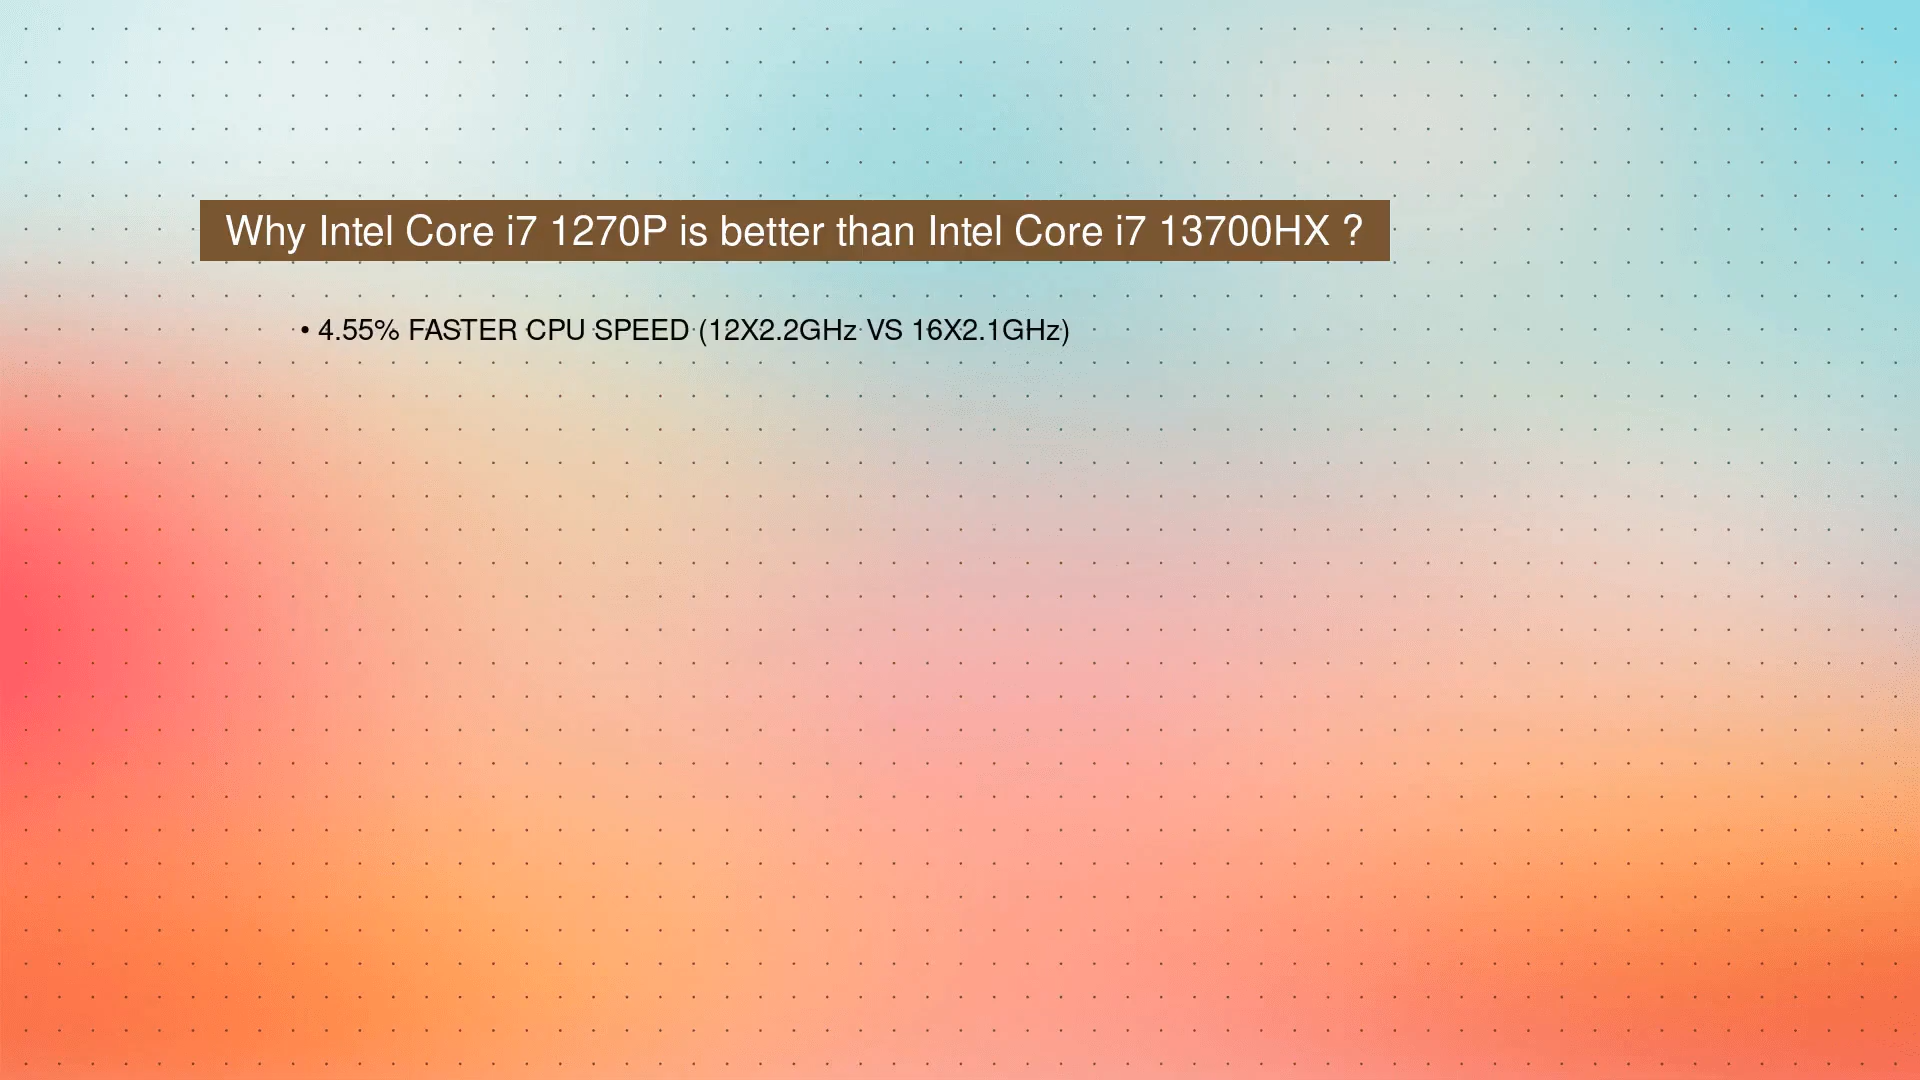 Why Intel Core i7 1270P is better than Intel Core i7 13700HX ?
• 4.55% FASTER CPU SPEED (12X2.2GHz VS 16X2.1GHz)